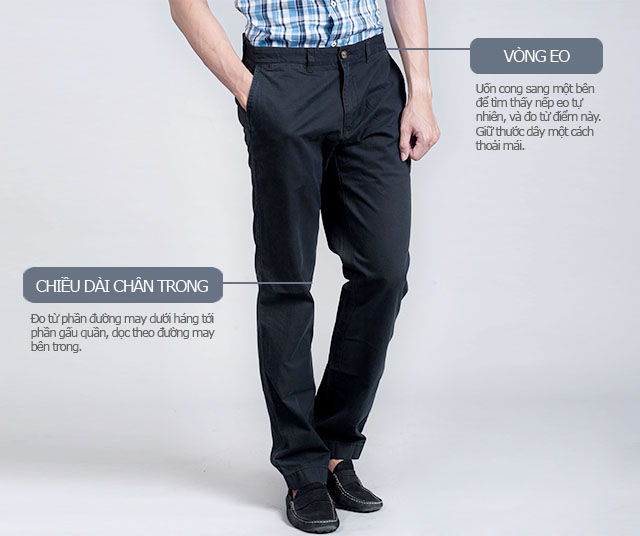 VÒNG EO
Uốn cong sang một bên
để tìm thấy nếp eo tự
nhiên, và đo từ điểm này.
Giữ thước dây một cách
thoải mái.
CHIỀU DÀI CHÂN TRONG
Đo từ phần đường may dưới háng tới
phần gấu quần, dọc theo đường may
bên trong.